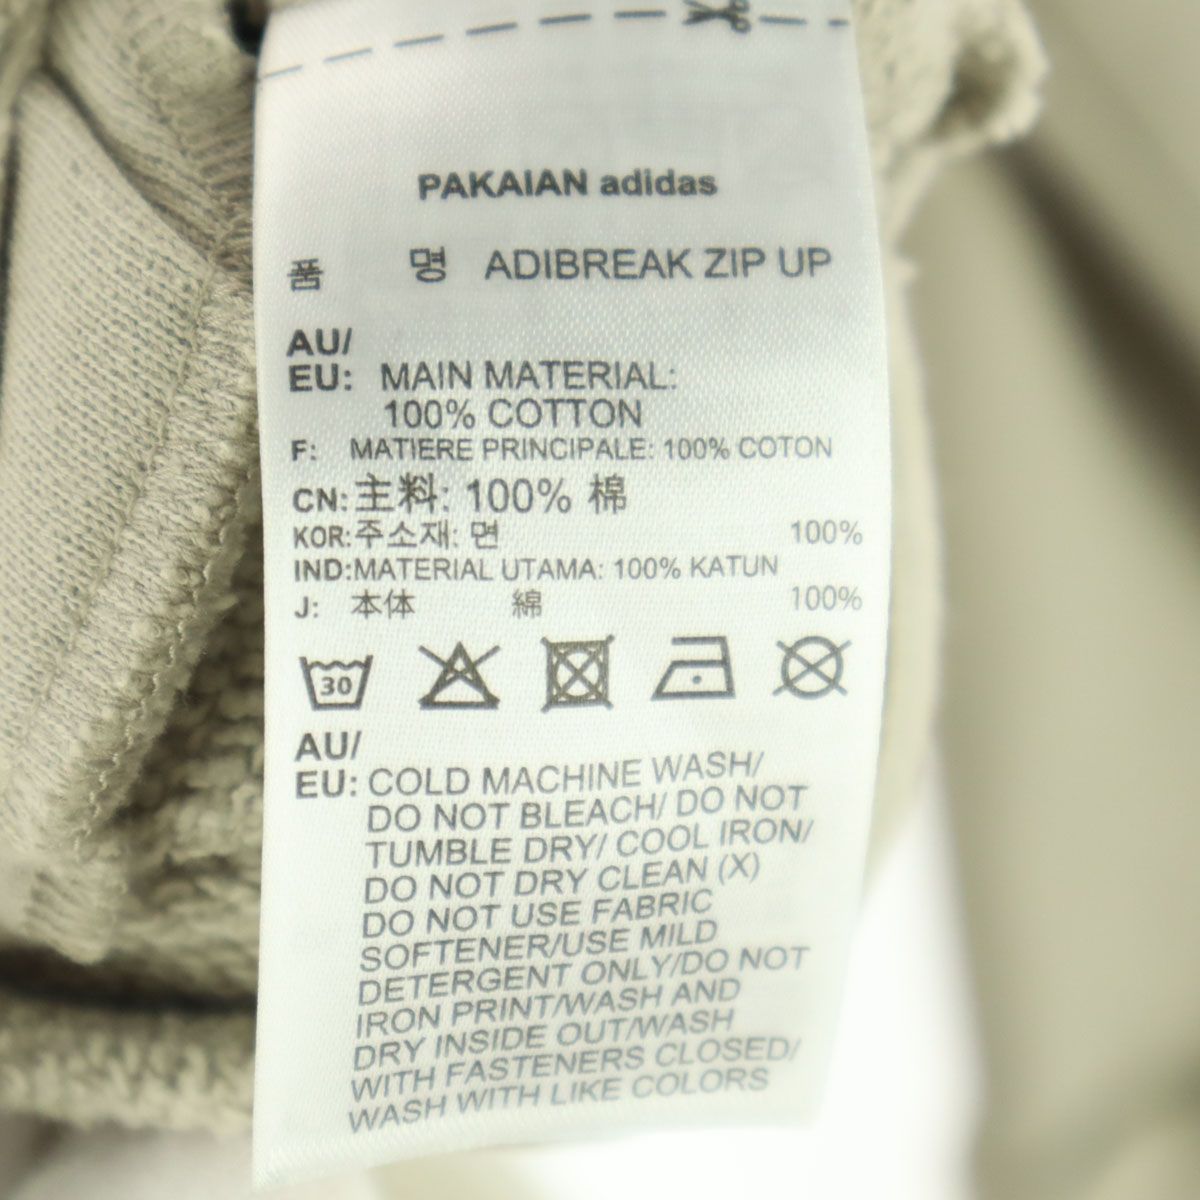 PAKAIAN adidas
품 명 ADIBREAK ZIP UP
AU/
EU: MAIN MATERIAL:
100% COTTON
F: MATIERE PRINCIPALE: 100% COTON
CN: 主料: 100% 棉
KOR:주소재: 면 100%
IND:MATERIAL UTAMA: 100% KATUN
J: 本体 綿 100%
30
AU/
EU: COLD MACHINE WASH/
DO NOT BLEACH/ DO NOT
TUMBLE DRY/ COOL IRON/
DO NOT DRY CLEAN (X)
DO NOT USE FABRIC
SOFTENER/USE MILD
DETERGENT ONLY/DO NOT
IRON PRINT/WASH AND
DRY INSIDE OUT/WASH
WITH FASTENERS CLOSED/
WASH WITH LIKE COLORS